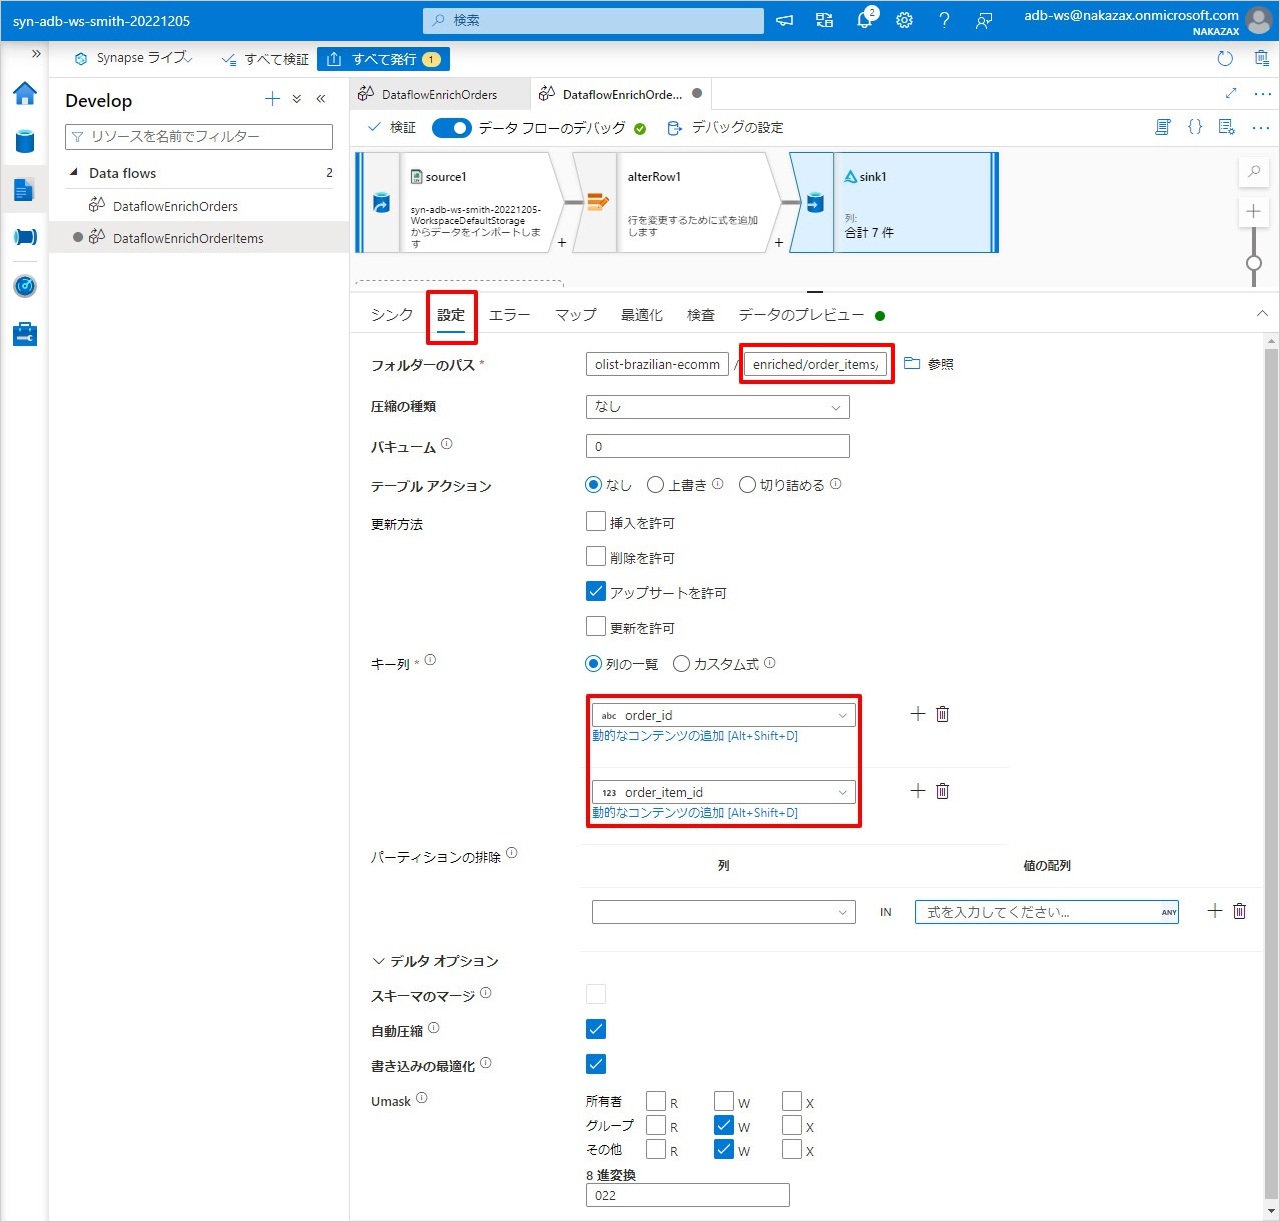 syn-adb-ws-smith-20221205
検索
2
adb-ws@nakazax.onmicrosoft.com
NAKAZAX
Synapse ライブ
すべて検証
すべて発行 1
Develop
リソースを名前でフィルター
Data flows 2
DataflowEnrichOrders
DataflowEnrichOrderItems
DataflowEnrichOrders
DataflowEnrichOrde...
検証
データ フローのデバッグ
デバッグの設定
source1
syn-adb-ws-smith-20221205-
WorkspaceDefaultStorage
からデータをインポートしま
す
+
alterRow1
行を変更するために式を追加
します
+
sink1
列:
合計 7 件
シンク
設定
エラー
マップ
最適化
検査
データのプレビュー
フォルダーのパス *
olist-brazilian-ecomm / enriched/order_items/
参照
圧縮の種類
なし
バキューム
0
テーブル アクション
なし 上書き 切り詰める
更新方法
挿入を許可
削除を許可
アップサートを許可
更新を許可
キー列 *
列の一覧 カスタム式
abc order_id
動的なコンテンツの追加 [Alt+Shift+D]
123 order_item_id
動的なコンテンツの追加 [Alt+Shift+D]
パーティションの排除
列 値の配列
IN 式を入力してください... ANY
デルタ オプション
スキーマのマージ
自動圧縮
書き込みの最適化
Umask
所有者 R W X
グループ R W X
その他 R W X
8 進変換
022